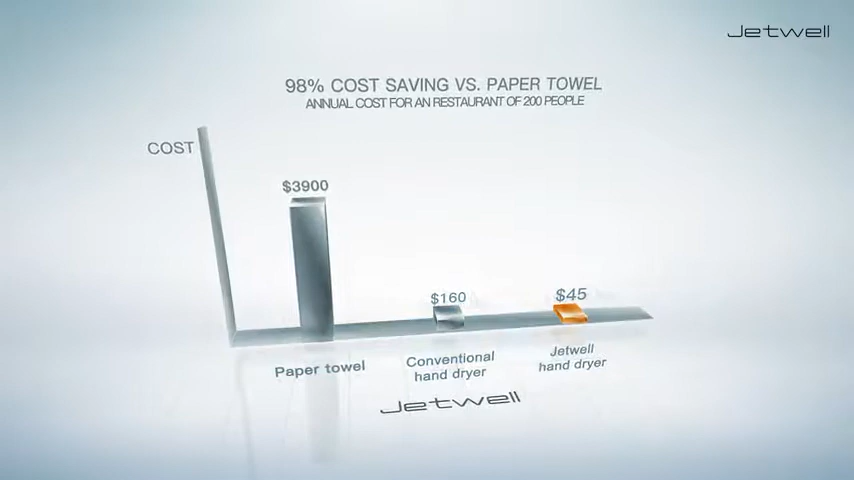 Jetwell
98% COST SAVING VS. PAPER TOWEL
ANNUAL COST FOR AN RESTAURANT OF 200 PEOPLE
COST
$3900
$160
$45
Paper towel
Conventional
hand dryer
Jetwell
hand dryer
Jetwell